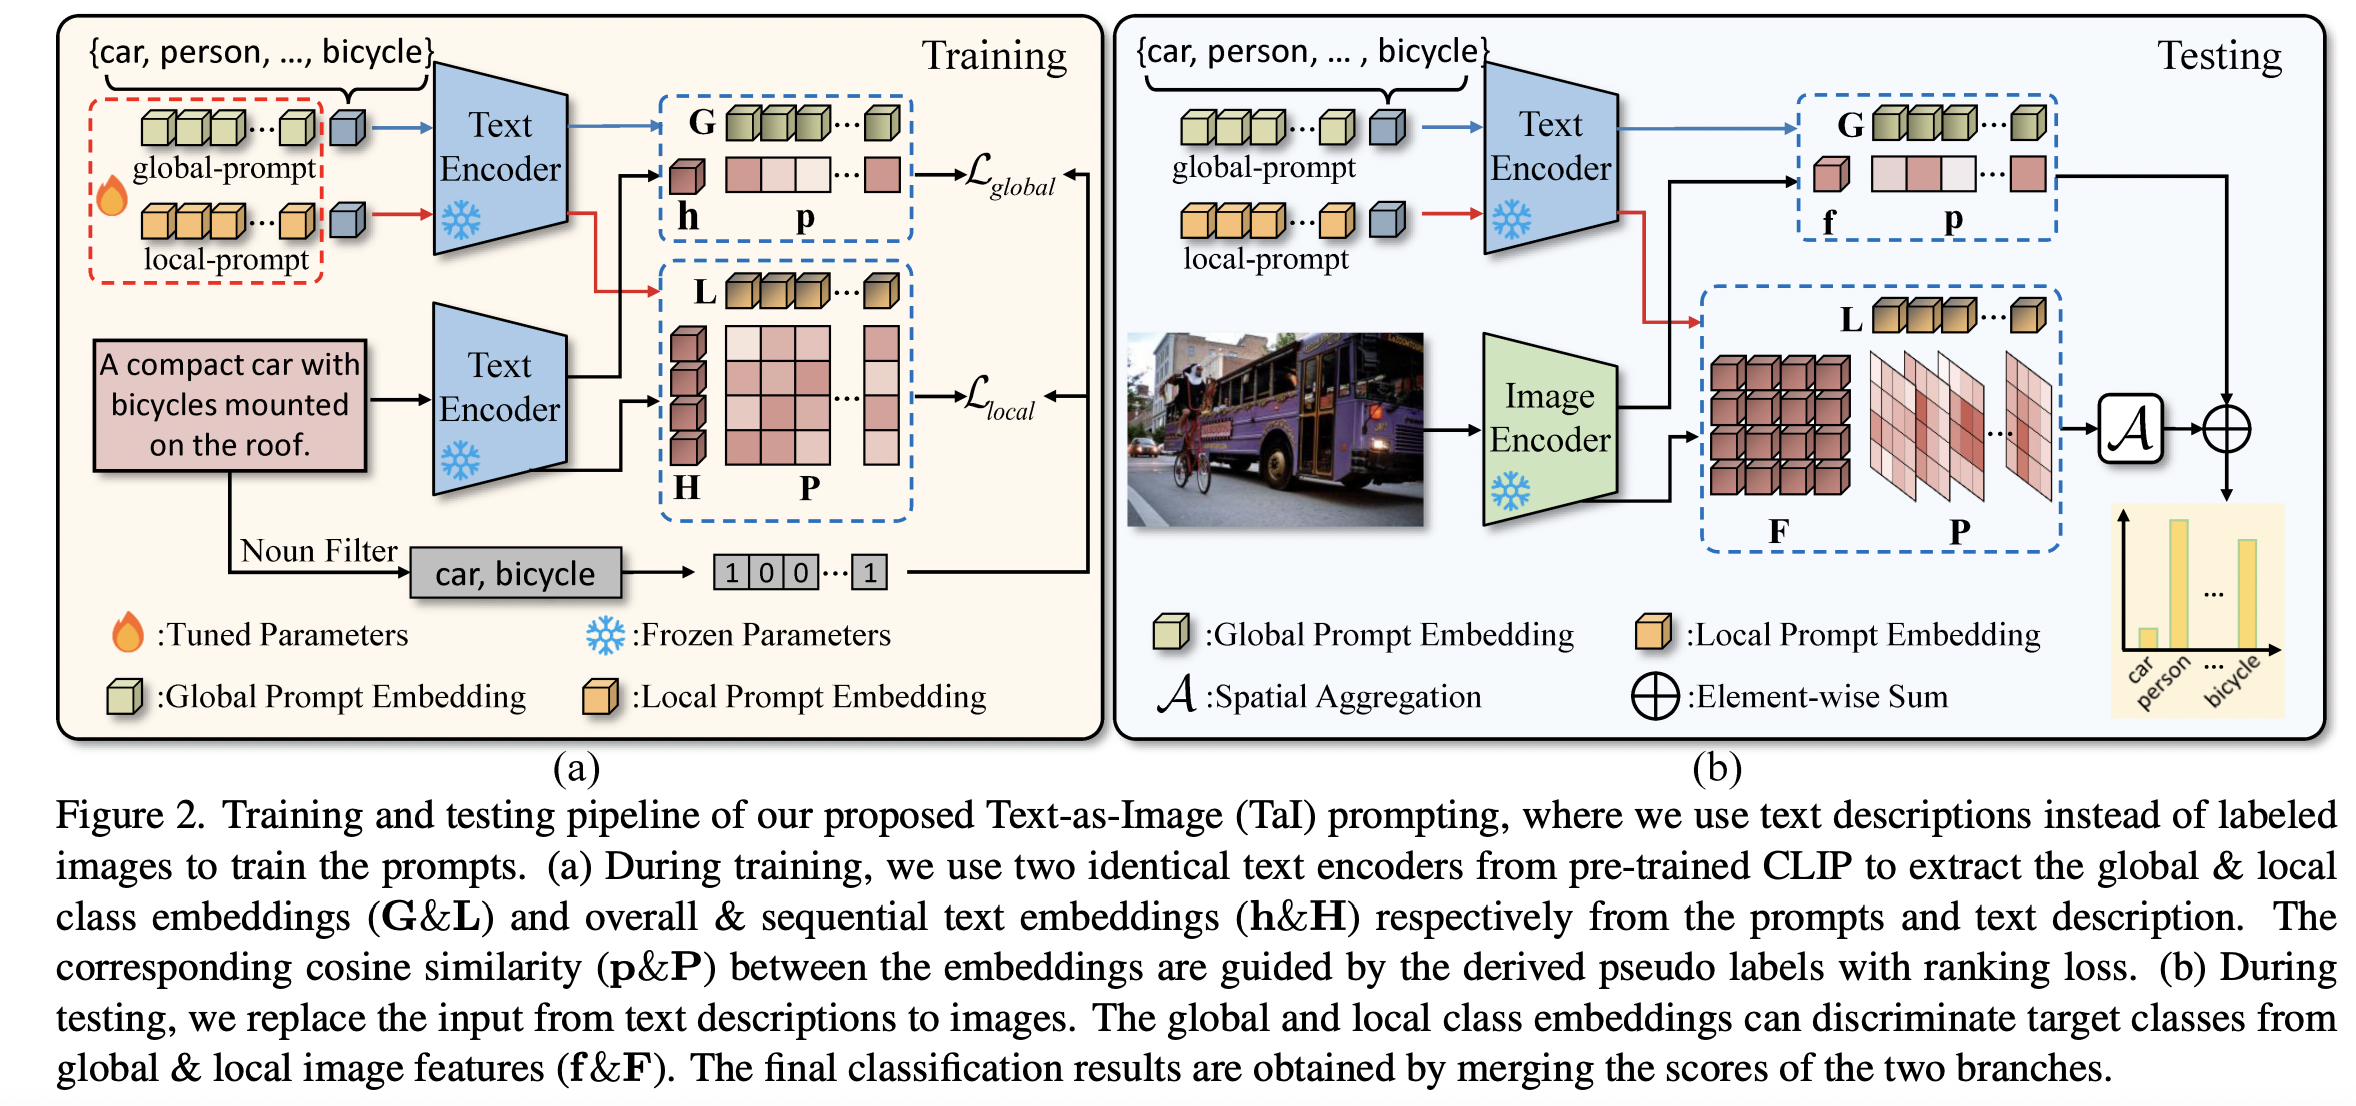 {car, person, ..., bicycle}
Training
global-prompt
local-prompt
Text
Encoder
G
h
p
ℒglobal
L
H
P
ℒlocal
A compact car with
bicycles mounted
on the roof.
Text
Encoder
Noun Filter
car, bicycle
1 0 0 ... 1
:Tuned Parameters
:Frozen Parameters
:Global Prompt Embedding
:Local Prompt Embedding
(a)
{car, person, ... , bicycle}
Testing
global-prompt
local-prompt
Text
Encoder
G
f
p
L
F
P
Image
Encoder
𝒜
car
person
...
bicycle
:Global Prompt Embedding
:Local Prompt Embedding
𝒜 :Spatial Aggregation
:Element-wise Sum
(b)
Figure 2. Training and testing pipeline of our proposed Text-as-Image (TaI) prompting, where we use text descriptions instead of labeled
images to train the prompts. (a) During training, we use two identical text encoders from pre-trained CLIP to extract the global & local
class embeddings (G&L) and overall & sequential text embeddings (h&H) respectively from the prompts and text description. The
corresponding cosine similarity (p&P) between the embeddings are guided by the derived pseudo labels with ranking loss. (b) During
testing, we replace the input from text descriptions to images. The global and local class embeddings can discriminate target classes from
global & local image features (f&F). The final classification results are obtained by merging the scores of the two branches.